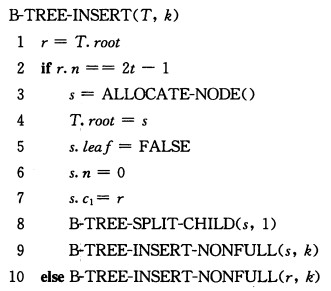 B-TREE-INSERT(T, k)
1 r = T.root
2 if r.n == 2t − 1
3 s = ALLOCATE-NODE()
4 T.root = s
5 s.leaf = FALSE
6 s.n = 0
7 s.c₁ = r
8 B-TREE-SPLIT-CHILD(s, 1)
9 B-TREE-INSERT-NONFULL(s, k)
10 else B-TREE-INSERT-NONFULL(r, k)